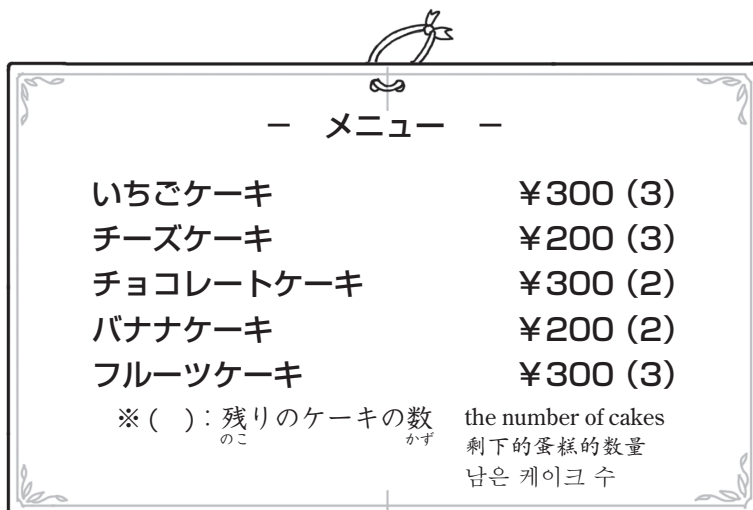 － メニュー －
いちごケーキ ￥300（3）
チーズケーキ ￥200（3）
チョコレートケーキ ￥300（2）
バナナケーキ ￥200（2）
フルーツケーキ ￥300（3）
※（ ）：残りのケーキの数 the number of cakes
のこ かず 剩下的蛋糕的数量
남은 케이크 수